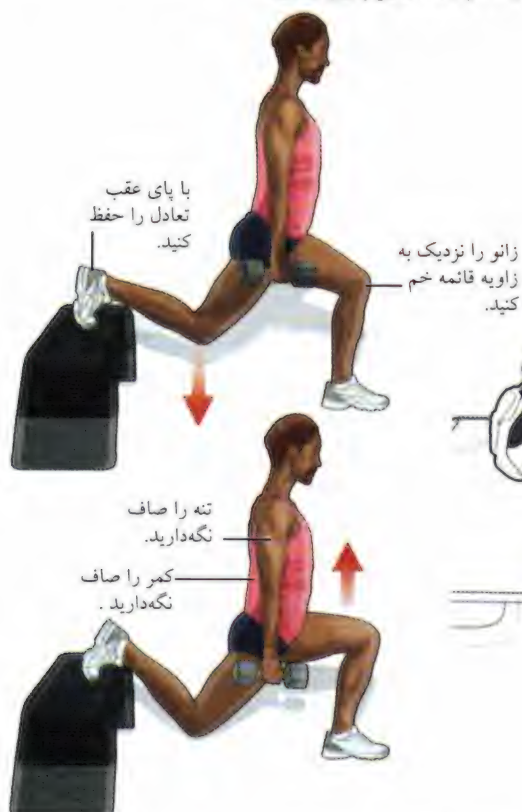 با پای عقب
تعادل را حفظ
کنید.
زانو را نزدیک به
زاویه قائمه خم
کنید.
تنه را صاف
نگه‌دارید.
کمر را صاف
نگه‌دارید .